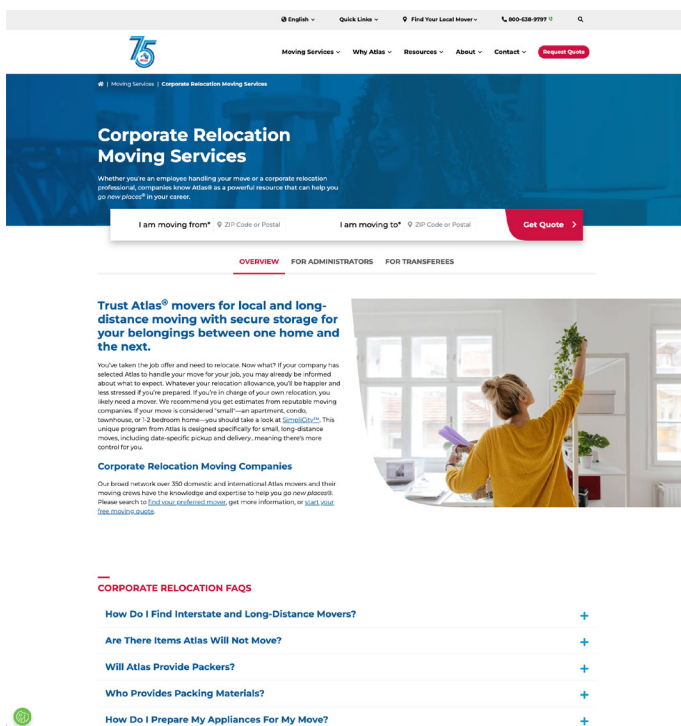 English
Quick Links
Find Your Local Mover
800-638-9797
75
Moving Services
Why Atlas
Resources
About
Contact
Request Quote
| Moving Services | Corporate Relocation Moving Services
Corporate Relocation
Moving Services
Whether you're an employee handling your move or a corporate relocation
professional, companies know Atlas® as a powerful resource that can help you
go new places® in your career.
I am moving from* ZIP Code or Postal
I am moving to* ZIP Code or Postal
Get Quote
OVERVIEW
FOR ADMINISTRATORS
FOR TRANSFEREES
Trust Atlas® movers for local and long-
distance moving with secure storage for
your belongings between one home and
the next.
You've taken the job offer and need to relocate. Now what? If your company has
selected Atlas to handle your move for your job, you may already be informed
about what to expect. Whatever your relocation allowance, you'll be happier and
less stressed if you're prepared. If you're in charge of your own relocation, you
likely need a mover. We recommend you get estimates from reputable moving
companies. If your move is considered "small"—an apartment, condo,
townhouse, or 1-2 bedroom home—you should take a look at SimpliCity™. This
unique program from Atlas is designed specifically for small, long-distance
moves, including date-specific pickup and delivery, meaning there's more
control for you.
Corporate Relocation Moving Companies
Our broad network over 350 domestic and international Atlas movers and their
moving crews have the knowledge and expertise to help you go new places®.
Please search to find your preferred mover, get more information, or start your
free moving quote.
CORPORATE RELOCATION FAQS
How Do I Find Interstate and Long-Distance Movers?
Are There Items Atlas Will Not Move?
Will Atlas Provide Packers?
Who Provides Packing Materials?
How Do I Prepare My Appliances For My Move?